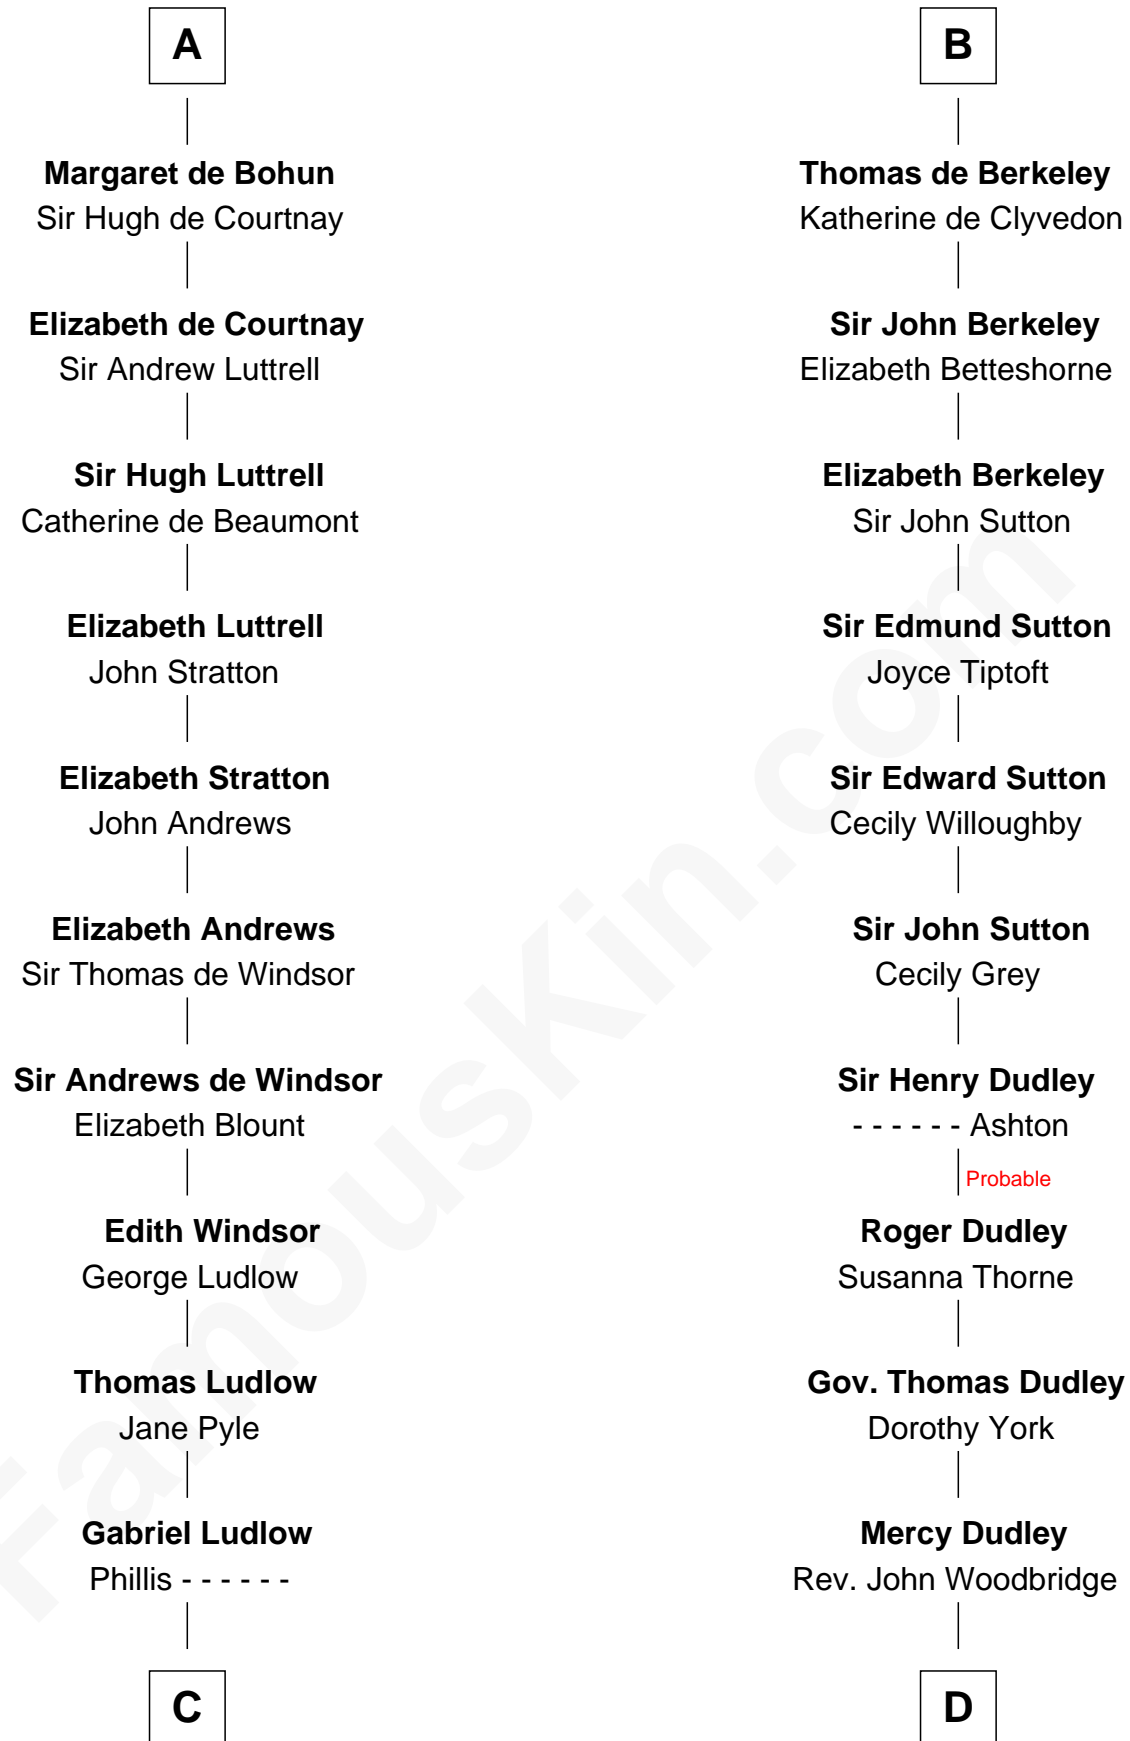 A
Margaret de Bohun
Sir Hugh de Courtnay
Elizabeth de Courtnay
Sir Andrew Luttrell
Sir Hugh Luttrell
Catherine de Beaumont
Elizabeth Luttrell
John Stratton
Elizabeth Stratton
John Andrews
Elizabeth Andrews
Sir Thomas de Windsor
Sir Andrews de Windsor
Elizabeth Blount
Edith Windsor
George Ludlow
Thomas Ludlow
Jane Pyle
Gabriel Ludlow
Phillis - - - - - -
C
B
Thomas de Berkeley
Katherine de Clyvedon
Sir John Berkeley
Elizabeth Betteshorne
Elizabeth Berkeley
Sir John Sutton
Sir Edmund Sutton
Joyce Tiptoft
Sir Edward Sutton
Cecily Willoughby
Sir John Sutton
Cecily Grey
Sir Henry Dudley
- - - - - - Ashton
Probable
Roger Dudley
Susanna Thorne
Gov. Thomas Dudley
Dorothy York
Mercy Dudley
Rev. John Woodbridge
D
FamousKin.com